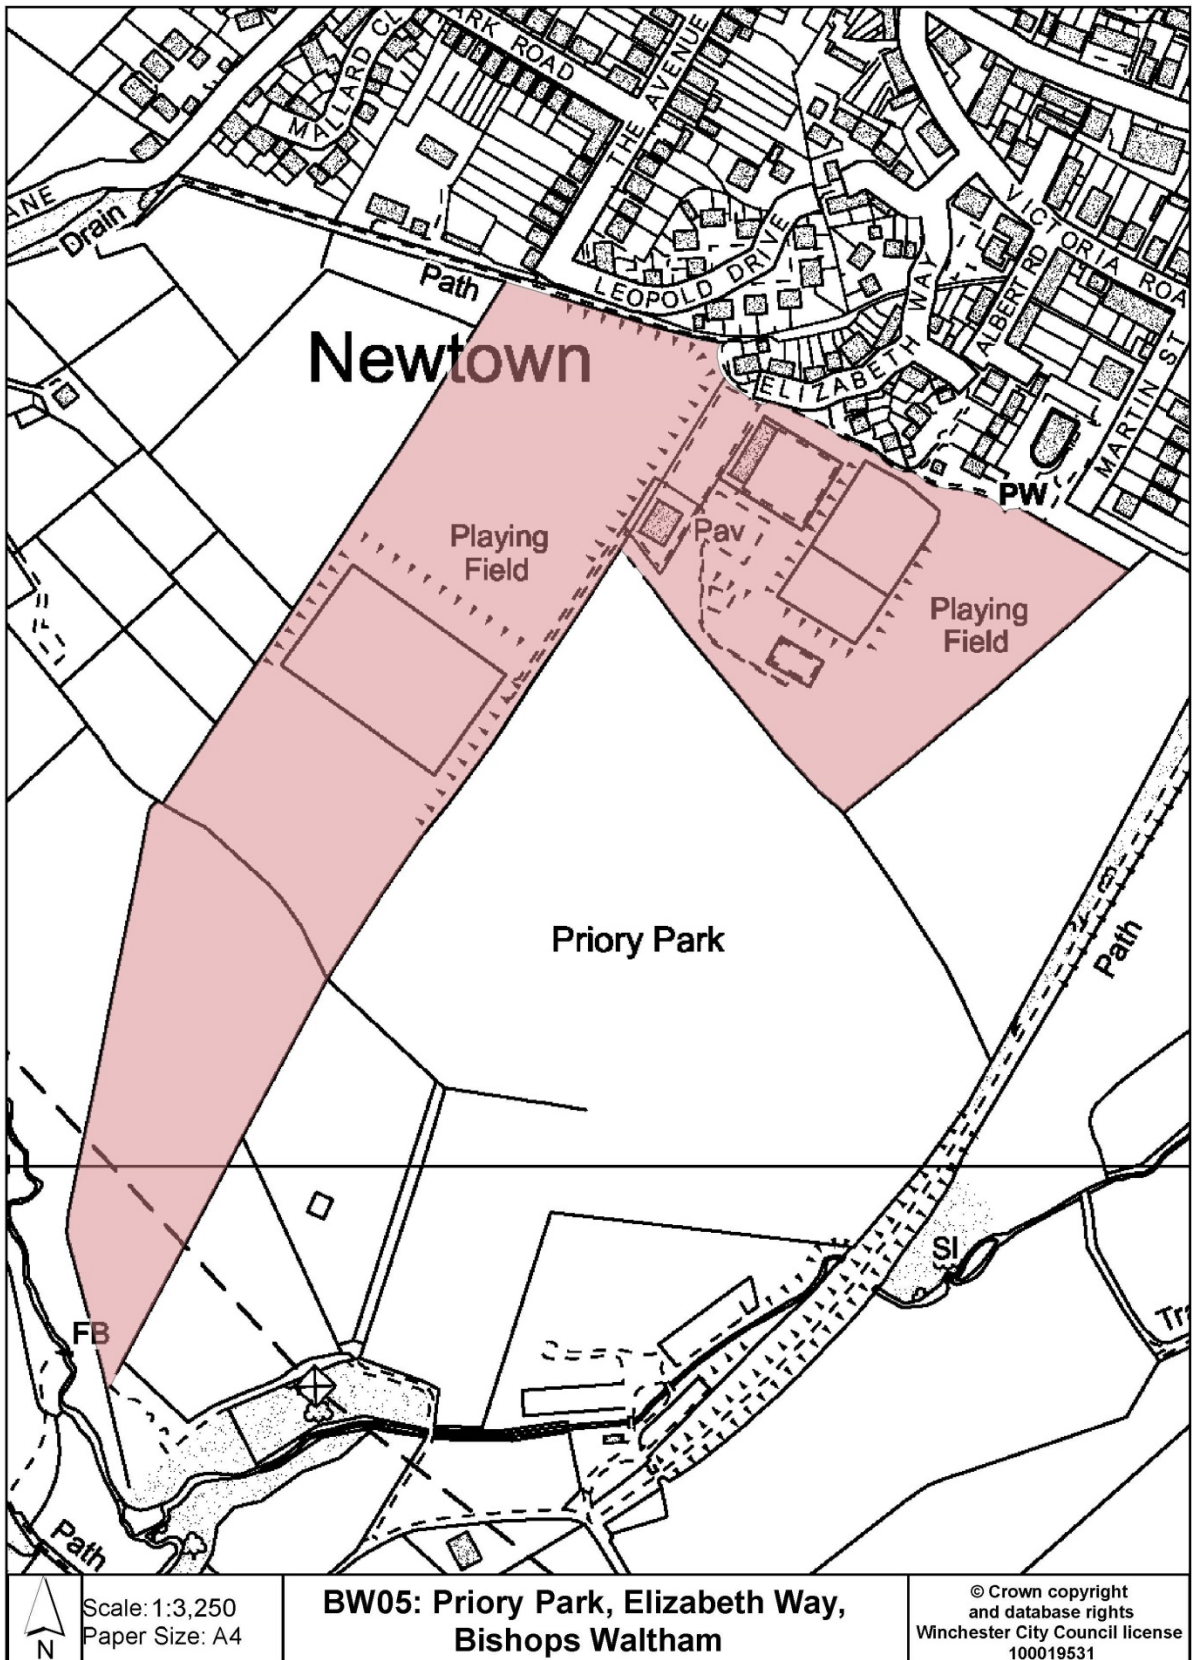 MALLARD CL
ARK ROAD
THE AVENUE
ANE
Drain
Path
LEOPOLD DRIVE
VICTORIA ROA
ALBERT RD
ELIZABETH WAY
MARTIN ST
Newtown
PW
Playing
Field
Pav
Playing
Field
Priory Park
Path
SI
Tra
FB
Path
N
Scale: 1:3,250
Paper Size: A4
BW05: Priory Park, Elizabeth Way,
Bishops Waltham
© Crown copyright
and database rights
Winchester City Council license
100019531